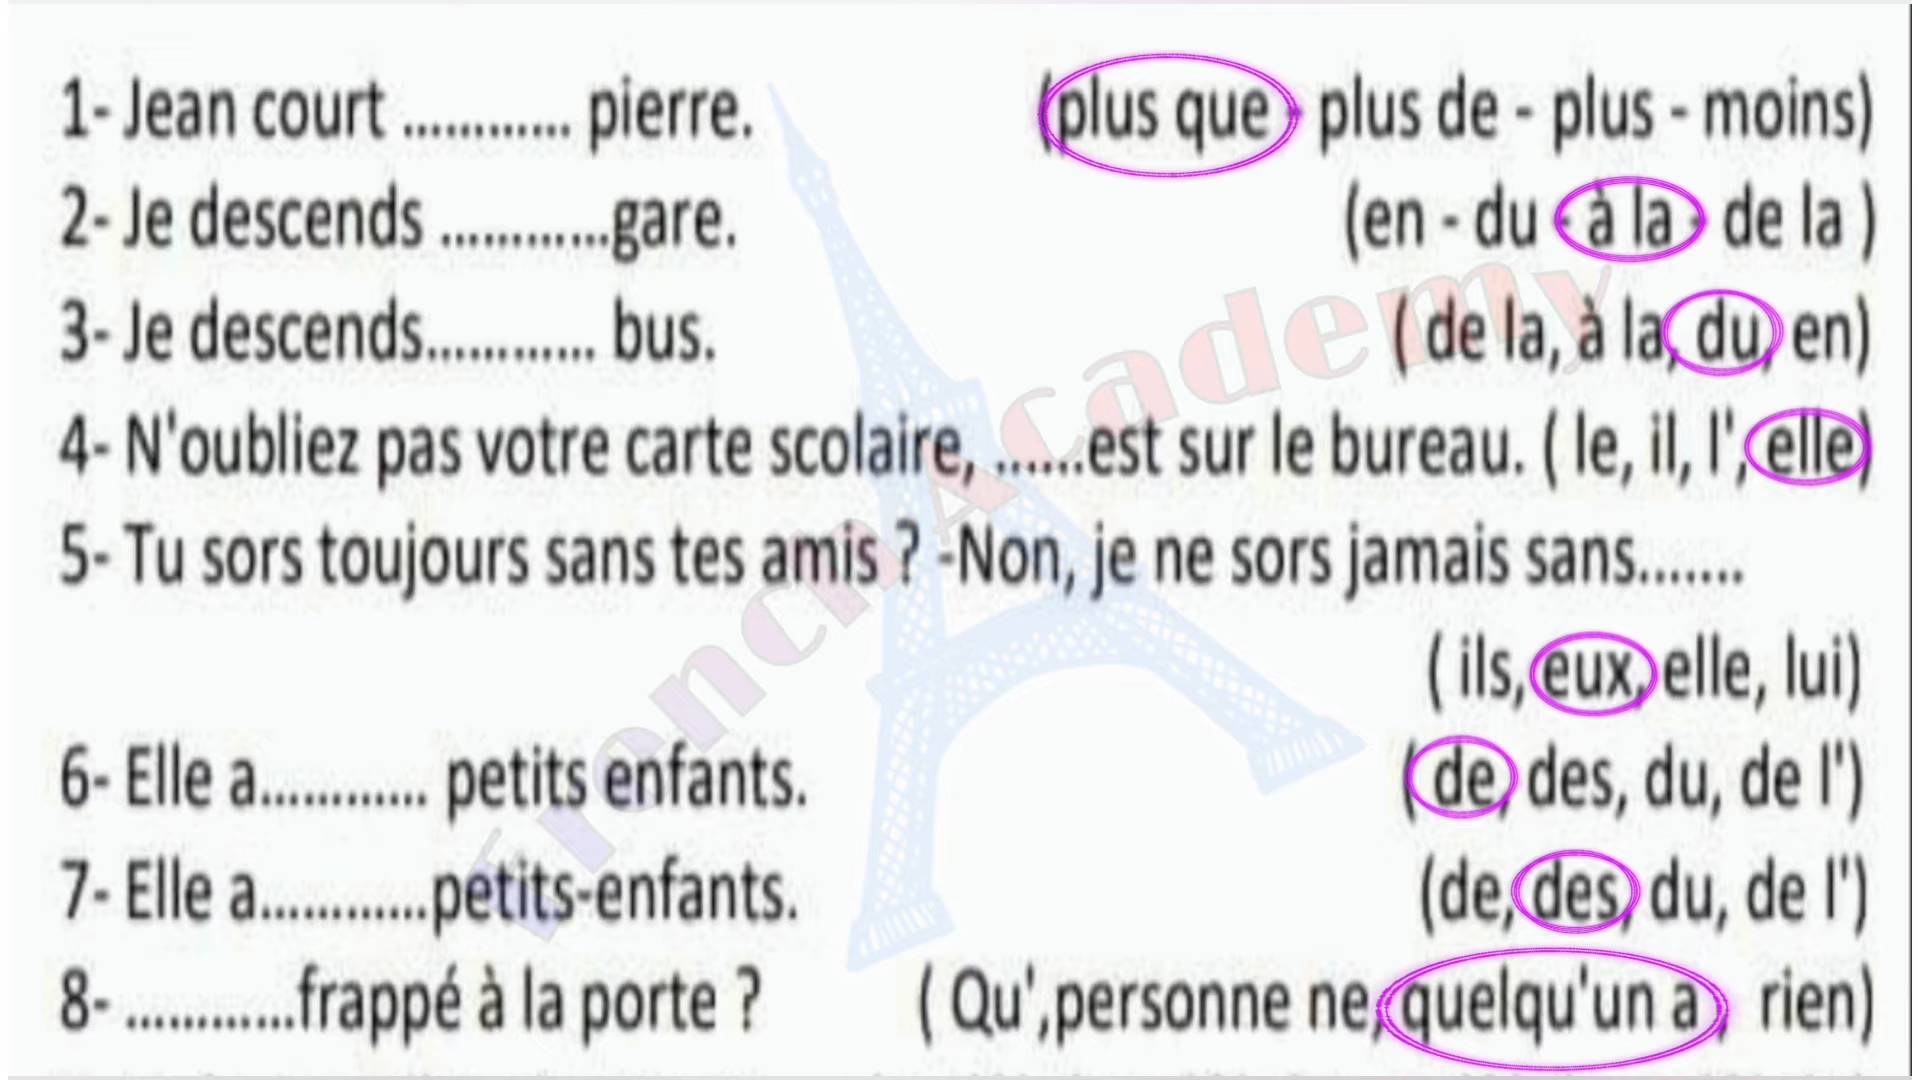 1- Jean court ............ pierre. (plus que - plus de - plus - moins)
2- Je descends ............gare. (en - du - à la - de la )
3- Je descends............ bus. ( de la, à la, du, en)
4- N'oubliez pas votre carte scolaire, ......est sur le bureau. ( le, il, l', elle)
5- Tu sors toujours sans tes amis ? -Non, je ne sors jamais sans.......
( ils, eux, elle, lui)
6- Elle a............ petits enfants. ( de, des, du, de l')
7- Elle a............petits-enfants. (de, des, du, de l')
8- ............frappé à la porte ? ( Qu',personne ne, quelqu'un a , rien)
French Academy